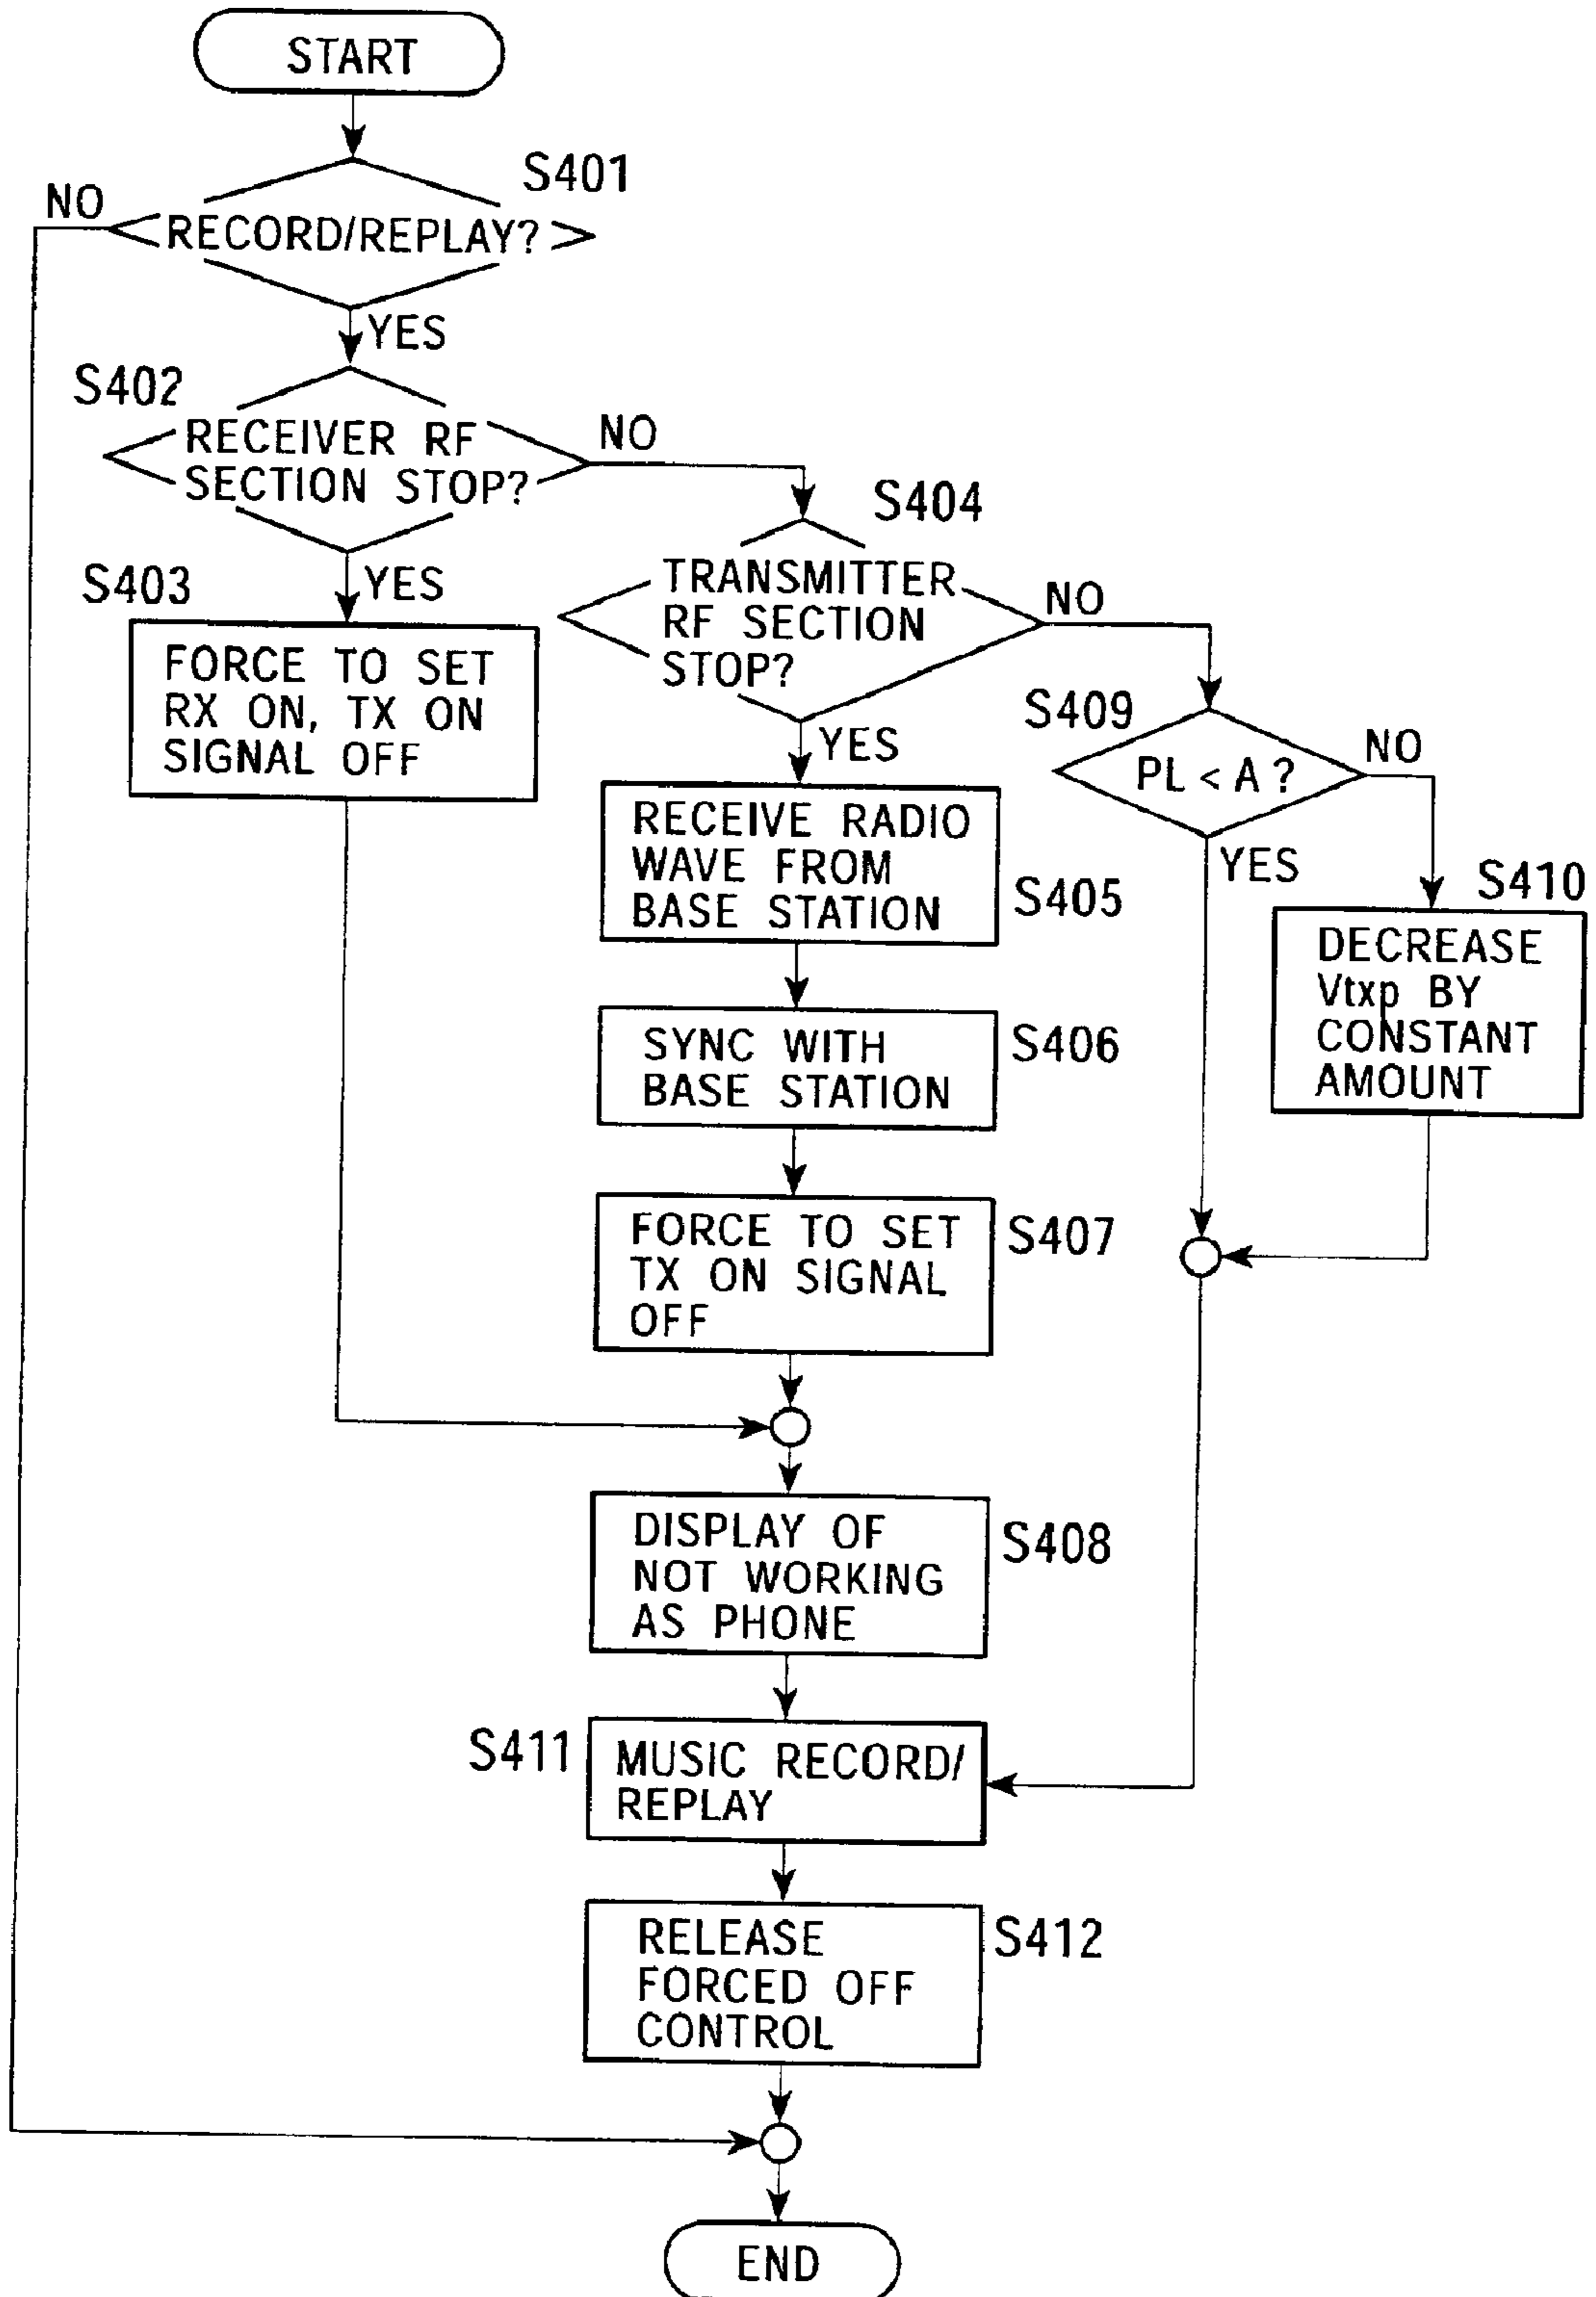 START
S401
NO
RECORD/REPLAY?
YES
S402
RECEIVER RF
SECTION STOP?
NO
S404
S403
YES
TRANSMITTER
RF SECTION
STOP?
NO
FORCE TO SET
RX ON, TX ON
SIGNAL OFF
S409
YES
PL < A ?
NO
RECEIVE RADIO
WAVE FROM
BASE STATION
S405
YES
S410
DECREASE
Vtxp BY
CONSTANT
AMOUNT
SYNC WITH
BASE STATION
S406
FORCE TO SET
TX ON SIGNAL
OFF
S407
DISPLAY OF
NOT WORKING
AS PHONE
S408
S411
MUSIC RECORD/
REPLAY
RELEASE
FORCED OFF
CONTROL
S412
END